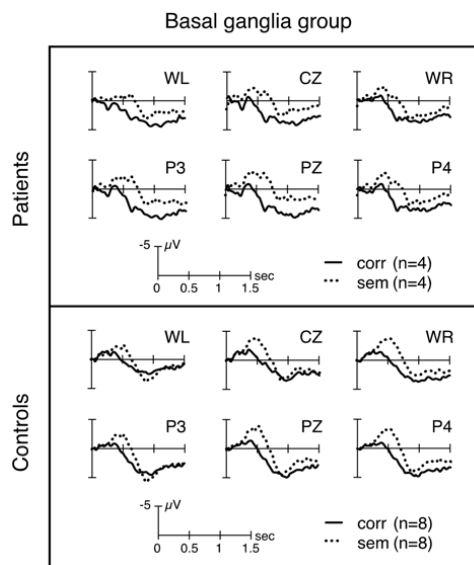 Basal ganglia group
Patients
WL CZ WR
P3 PZ P4
-5 µV
sec
0 0.5 1 1.5
corr (n=4)
sem (n=4)
Controls
WL CZ WR
P3 PZ P4
-5 µV
sec
0 0.5 1 1.5
corr (n=8)
sem (n=8)